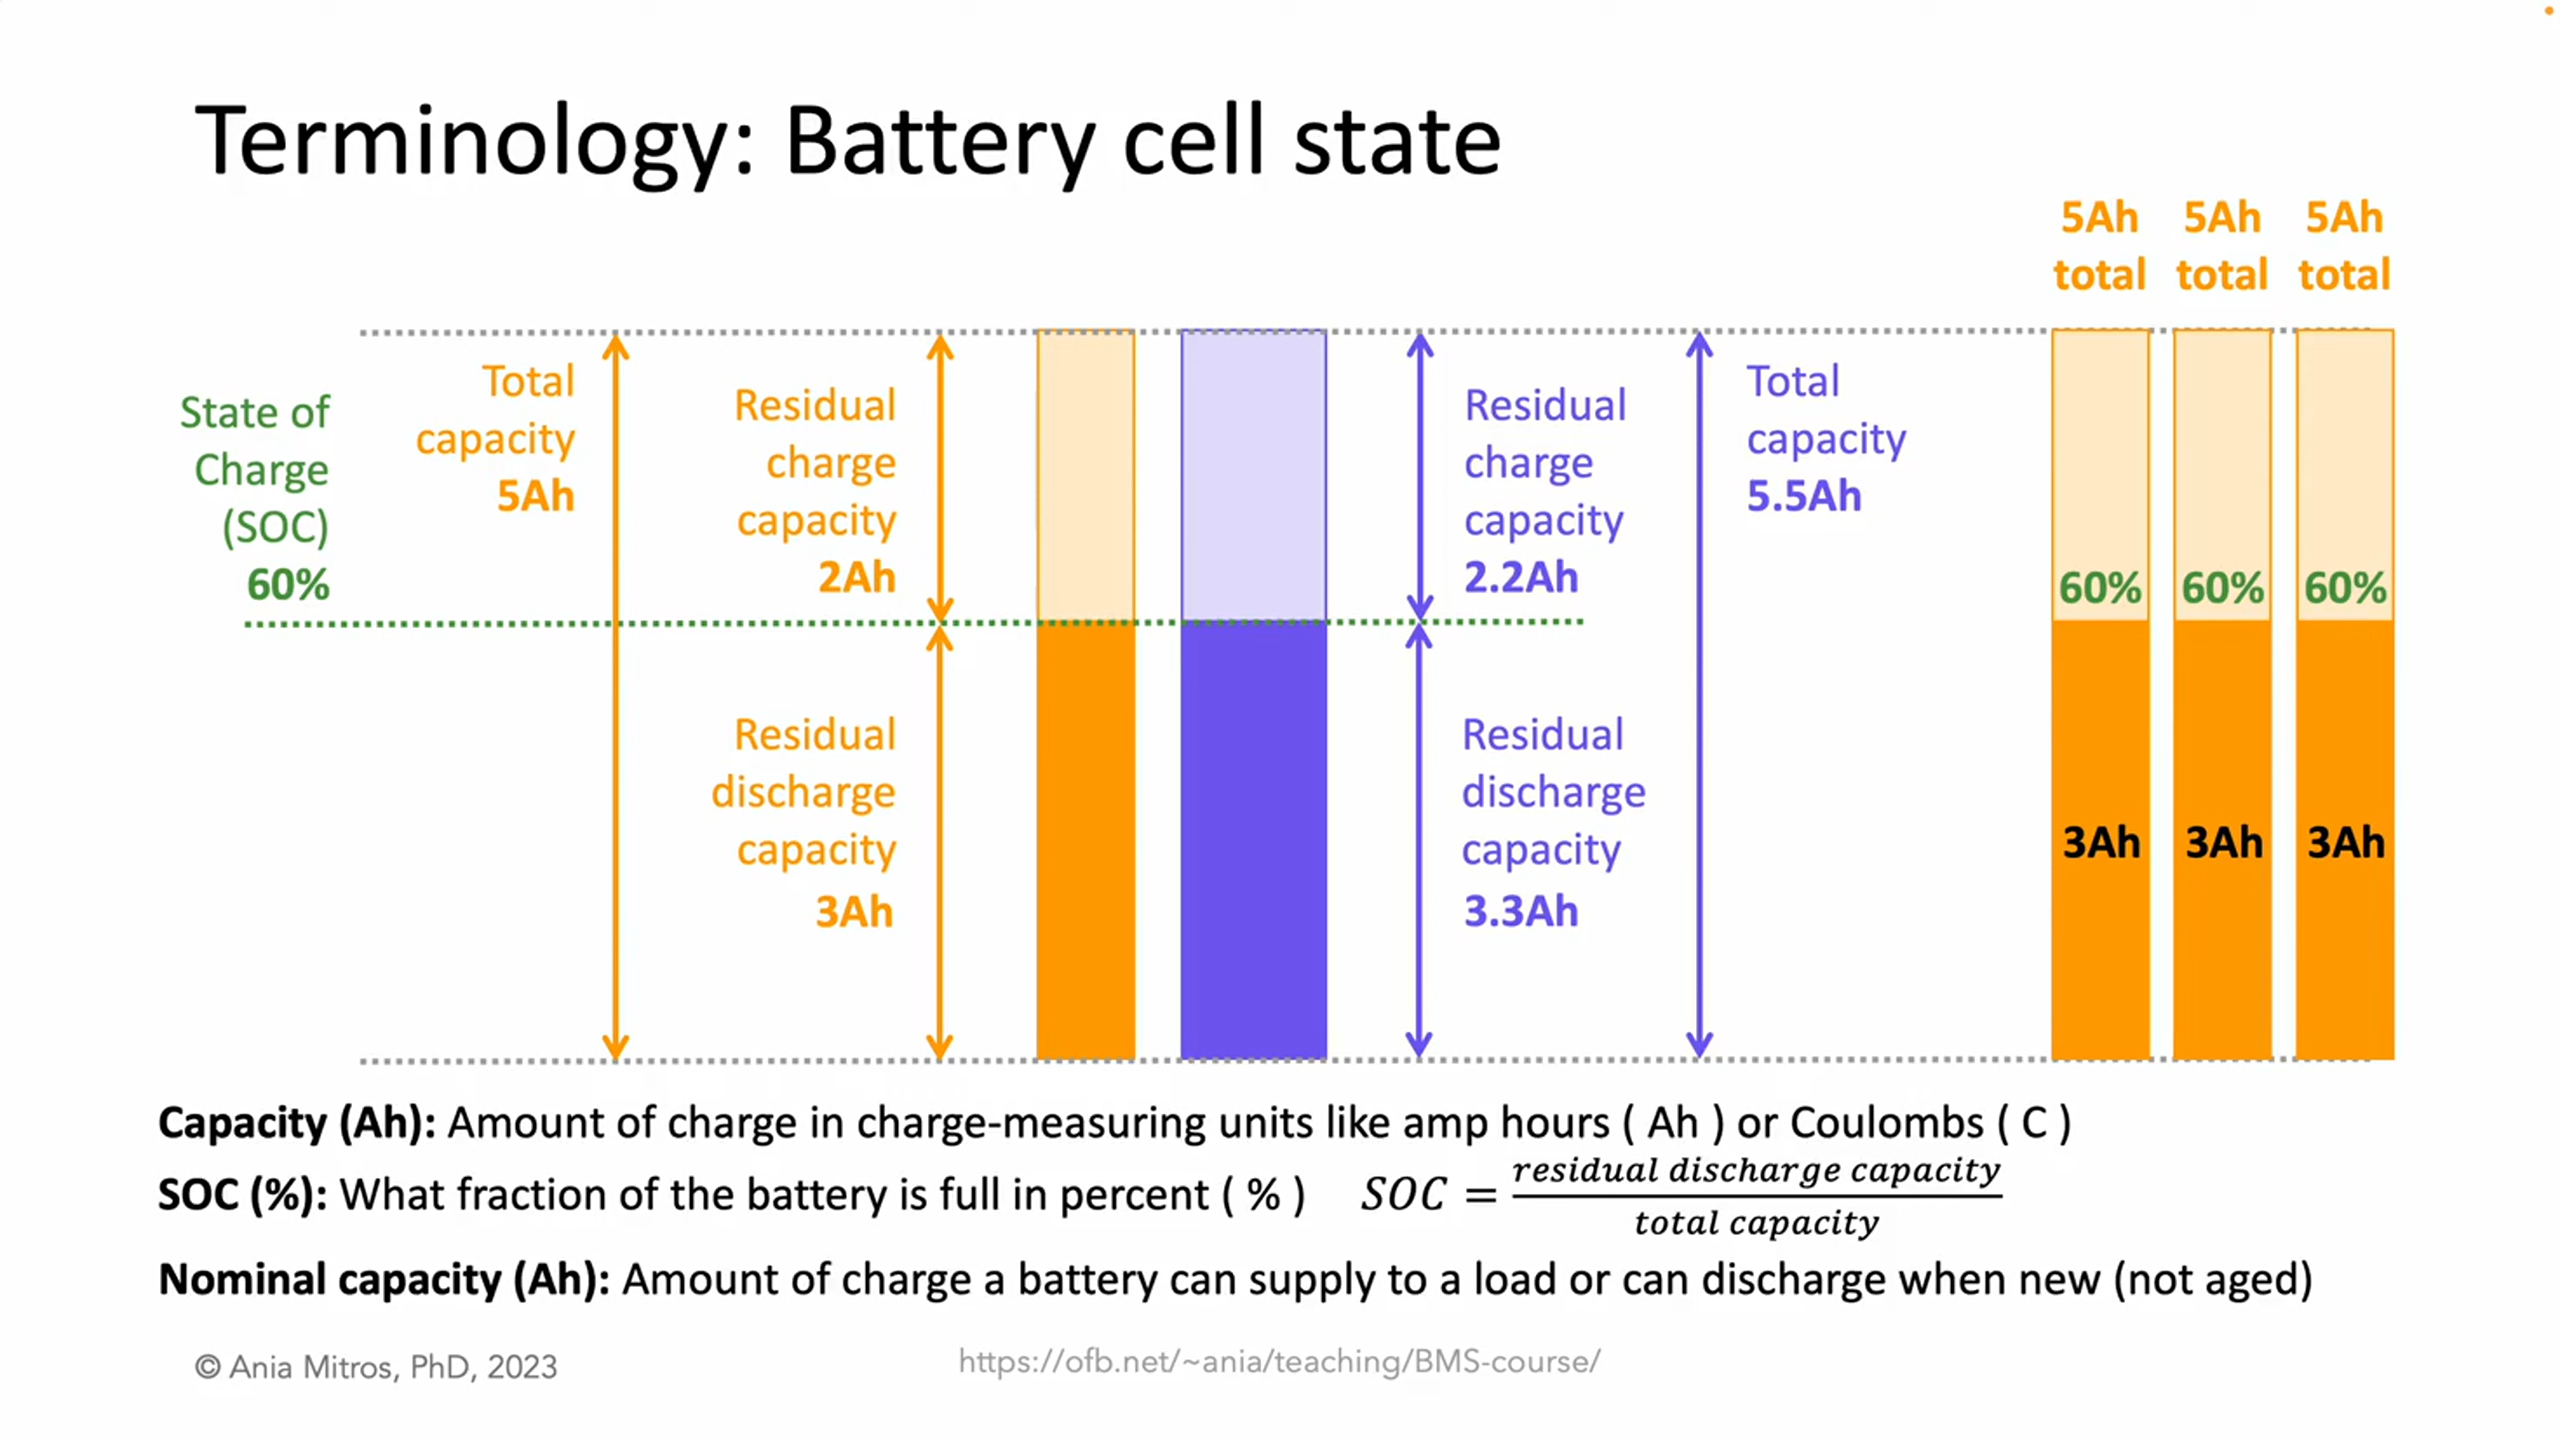 Terminology: Battery cell state
State of
Charge
(SOC)
60%
Total
capacity
5Ah
Residual
charge
capacity
2Ah
Residual
discharge
capacity
3Ah
Residual
charge
capacity
2.2Ah
Residual
discharge
capacity
3.3Ah
Total
capacity
5.5Ah
5Ah 5Ah 5Ah
total total total
60% 60% 60%
3Ah 3Ah 3Ah
Capacity (Ah): Amount of charge in charge-measuring units like amp hours ( Ah ) or Coulombs ( C )
SOC (%): What fraction of the battery is full in percent ( % ) SOC = residual discharge capacity
total capacity
Nominal capacity (Ah): Amount of charge a battery can supply to a load or can discharge when new (not aged)
© Ania Mitros, PhD, 2023
https://ofb.net/~ania/teaching/BMS-course/